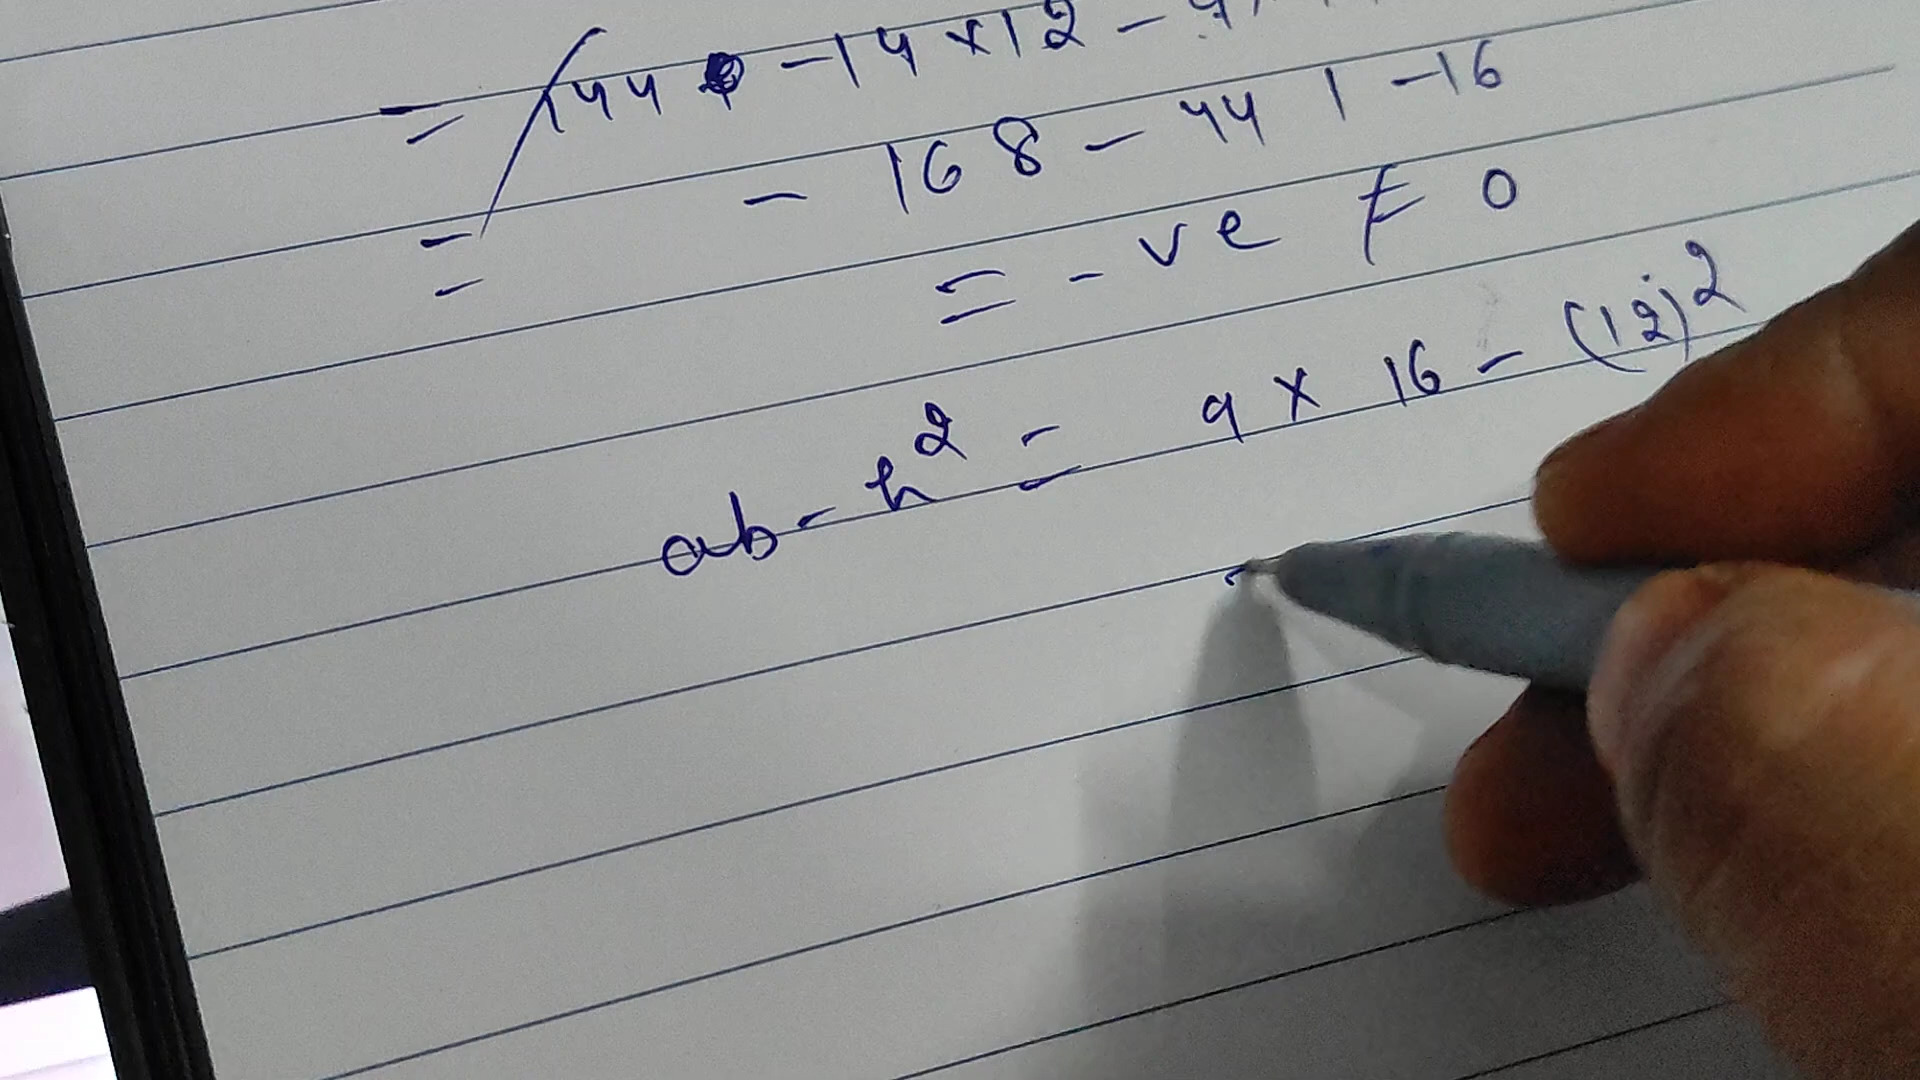 = 144 - 14 × 12 -
= - 168 - 441 - 16
= - ve ≠ 0
ab - h² = 9 × 16 - (12)²